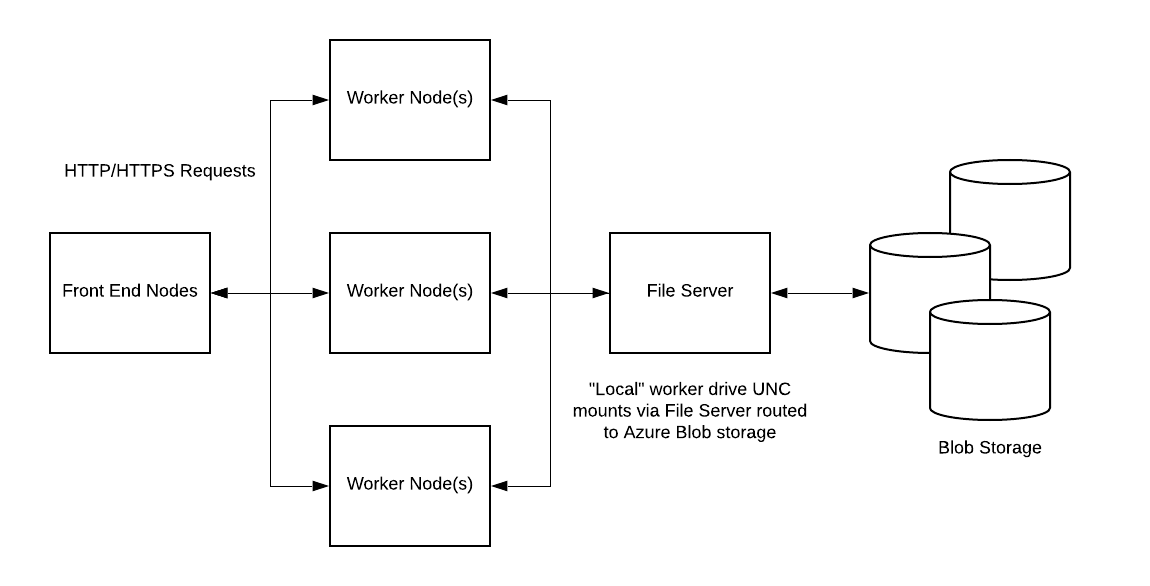 Worker Node(s)
HTTP/HTTPS Requests
Front End Nodes
Worker Node(s)
File Server
"Local" worker drive UNC
mounts via File Server routed
to Azure Blob storage
Blob Storage
Worker Node(s)